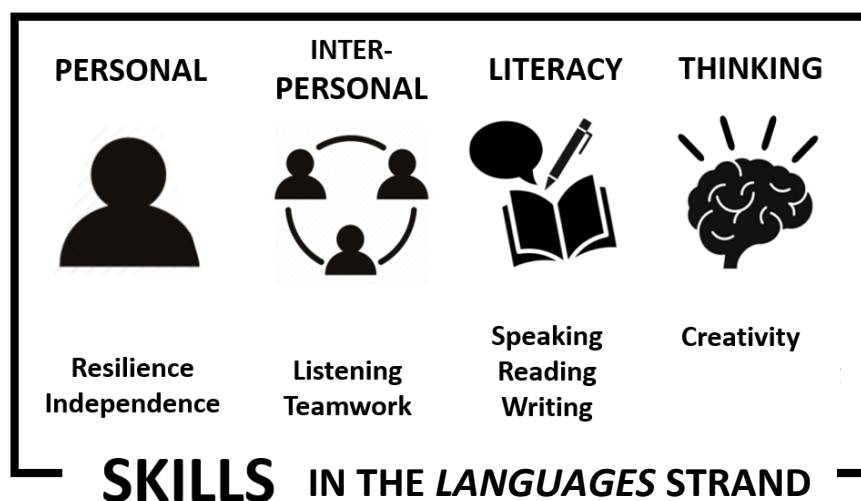 PERSONAL
Resilience
Independence
INTER-
PERSONAL
Listening
Teamwork
LITERACY
Speaking
Reading
Writing
THINKING
Creativity
SKILLS IN THE LANGUAGES STRAND